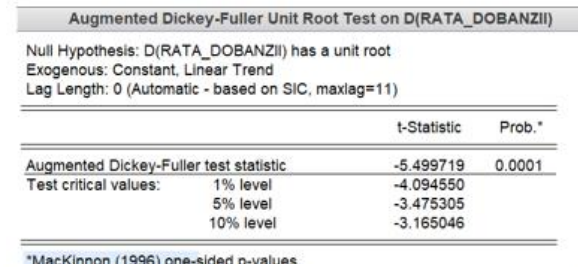 Augmented Dickey-Fuller Unit Root Test on D(RATA_DOBANZII)
Null Hypothesis: D(RATA_DOBANZII) has a unit root
Exogenous: Constant, Linear Trend
Lag Length: 0 (Automatic - based on SIC, maxlag=11)
t-Statistic Prob.*
Augmented Dickey-Fuller test statistic -5.499719 0.0001
Test critical values: 1% level -4.094550
5% level -3.475305
10% level -3.165046
*MacKinnon (1996) one-sided p-values.